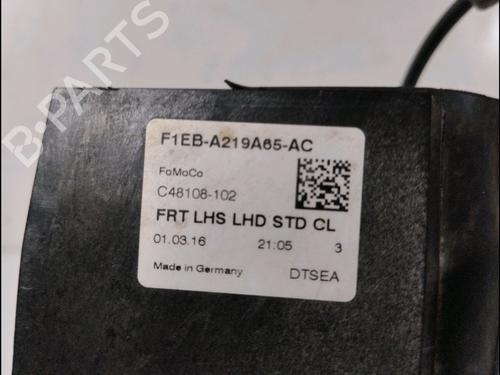 B-PARTS
F1EB-A219A65-AC
FoMoCo
C48108-102
FRT LHS LHD STD CL
01.03.16 21:05 3
Made in Germany DTSEA